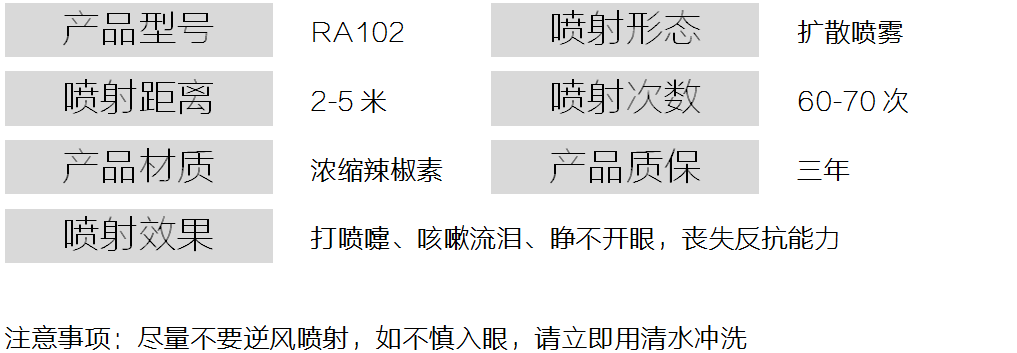 产品型号 RA102 喷射形态 扩散喷雾
喷射距离 2-5米 喷射次数 60-70次
产品材质 浓缩辣椒素 产品质保 三年
喷射效果 打喷嚏、咳嗽流泪、睁不开眼，丧失反抗能力
注意事项：尽量不要逆风喷射，如不慎入眼，请立即用清水冲洗